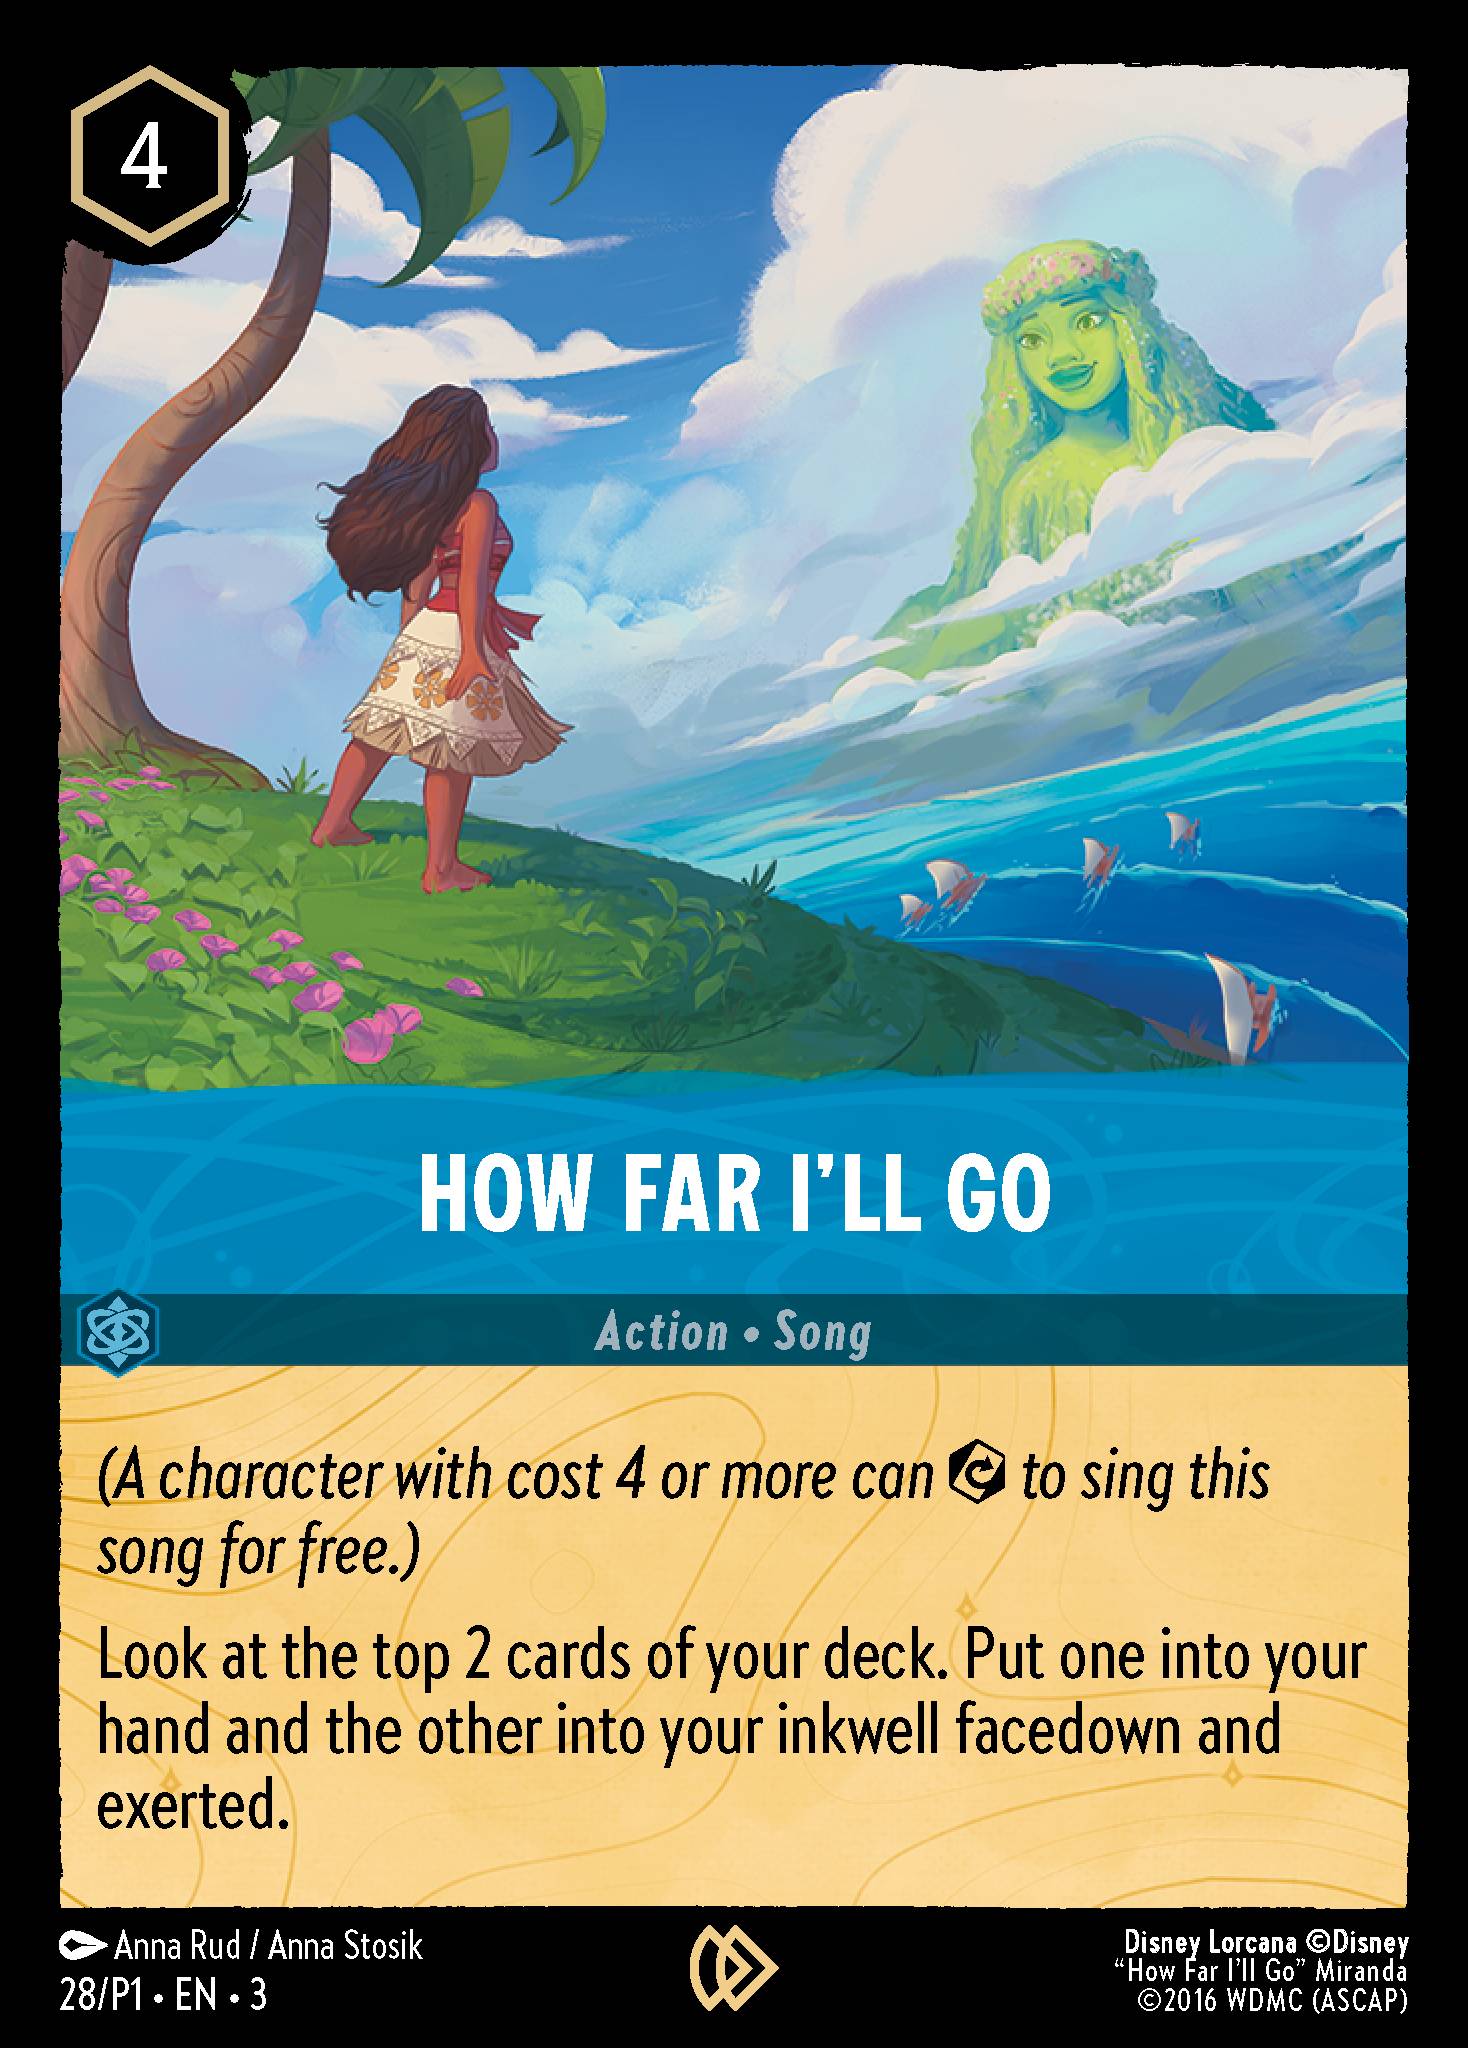 4
HOW FAR I’LL GO
Action • Song
(A character with cost 4 or more can to sing this
song for free.)
Look at the top 2 cards of your deck. Put one into your
hand and the other into your inkwell facedown and
exerted.
Anna Rud / Anna Stosik
28/P1 • EN • 3
Disney Lorcana ©Disney
“How Far I’ll Go” Miranda
©2016 WDMC (ASCAP)